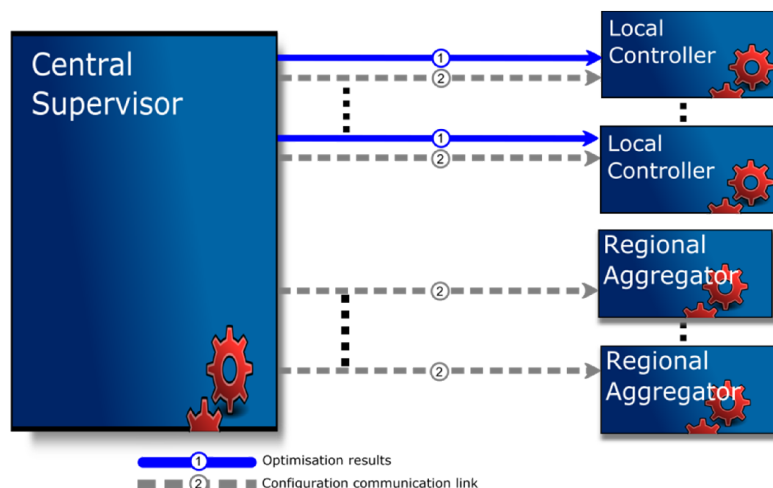 Central
Supervisor
1
2
1
2
2
2
Local
Controller
Local
Controller
Regional
Aggregator
Regional
Aggregator
1 Optimisation results
2 Configuration communication link